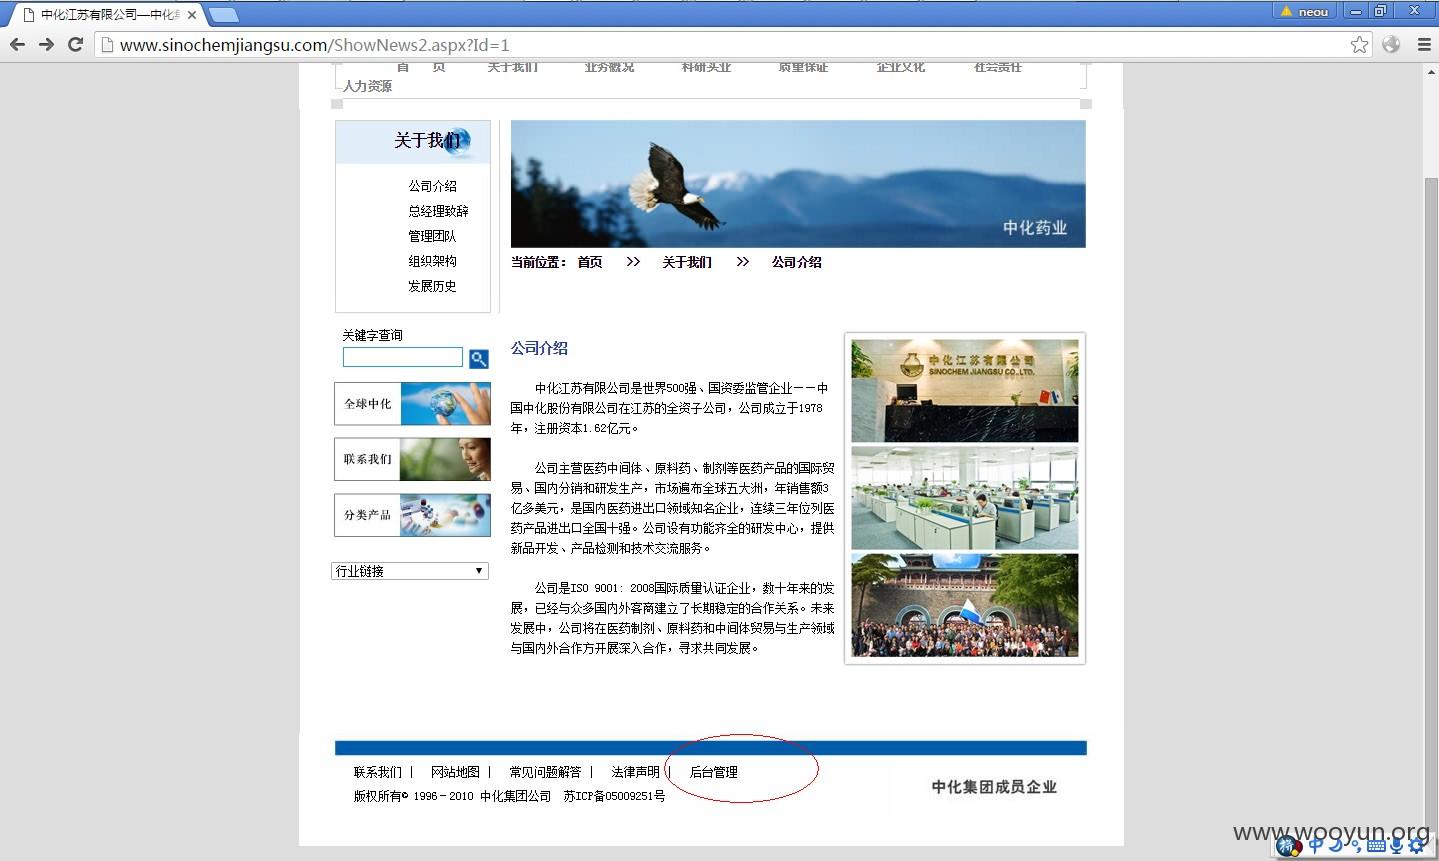 中化江苏有限公司—中化集
neou
www.sinochemjiangsu.com/ShowNews2.aspx?Id=1
首 页 关于我们 业务概况 科研实业 质量保证 企业文化 社会责任
人力资源
关于我们
公司介绍
总经理致辞
管理团队
组织架构
发展历史
中化药业
当前位置: 首页 >> 关于我们 >> 公司介绍
关键字查询
全球中化
联系我们
分类产品
行业链接
公司介绍
中化江苏有限公司是世界500强、国资委监管企业——中
国中化股份有限公司在江苏的全资子公司,公司成立于1978
年,注册资本1.62亿元。
公司主营医药中间体、原料药、制剂等医药产品的国际贸
易、国内分销和研发生产,市场遍布全球五大洲,年销售额3
亿多美元,是国内医药进出口领域知名企业,连续三年位列医
药产品进出口全国十强。公司设有功能齐全的研发中心,提供
新品开发、产品检测和技术交流服务。
公司是ISO 9001: 2008国际质量认证企业,数十年来的发
展,已经与众多国内外客商建立了长期稳定的合作关系。未来
发展中,公司将在医药制剂、原料药和中间体贸易与生产领域
与国内外合作方开展深入合作,寻求共同发展。
中化江苏有限公司
SINOCHEM JIANGSU CO.,LTD.
联系我们 | 网站地图 | 常见问题解答 | 法律声明 | 后台管理
版权所有© 1996-2010 中化集团公司 苏ICP备05009251号
中化集团成员企业
www.wooyun.org
中